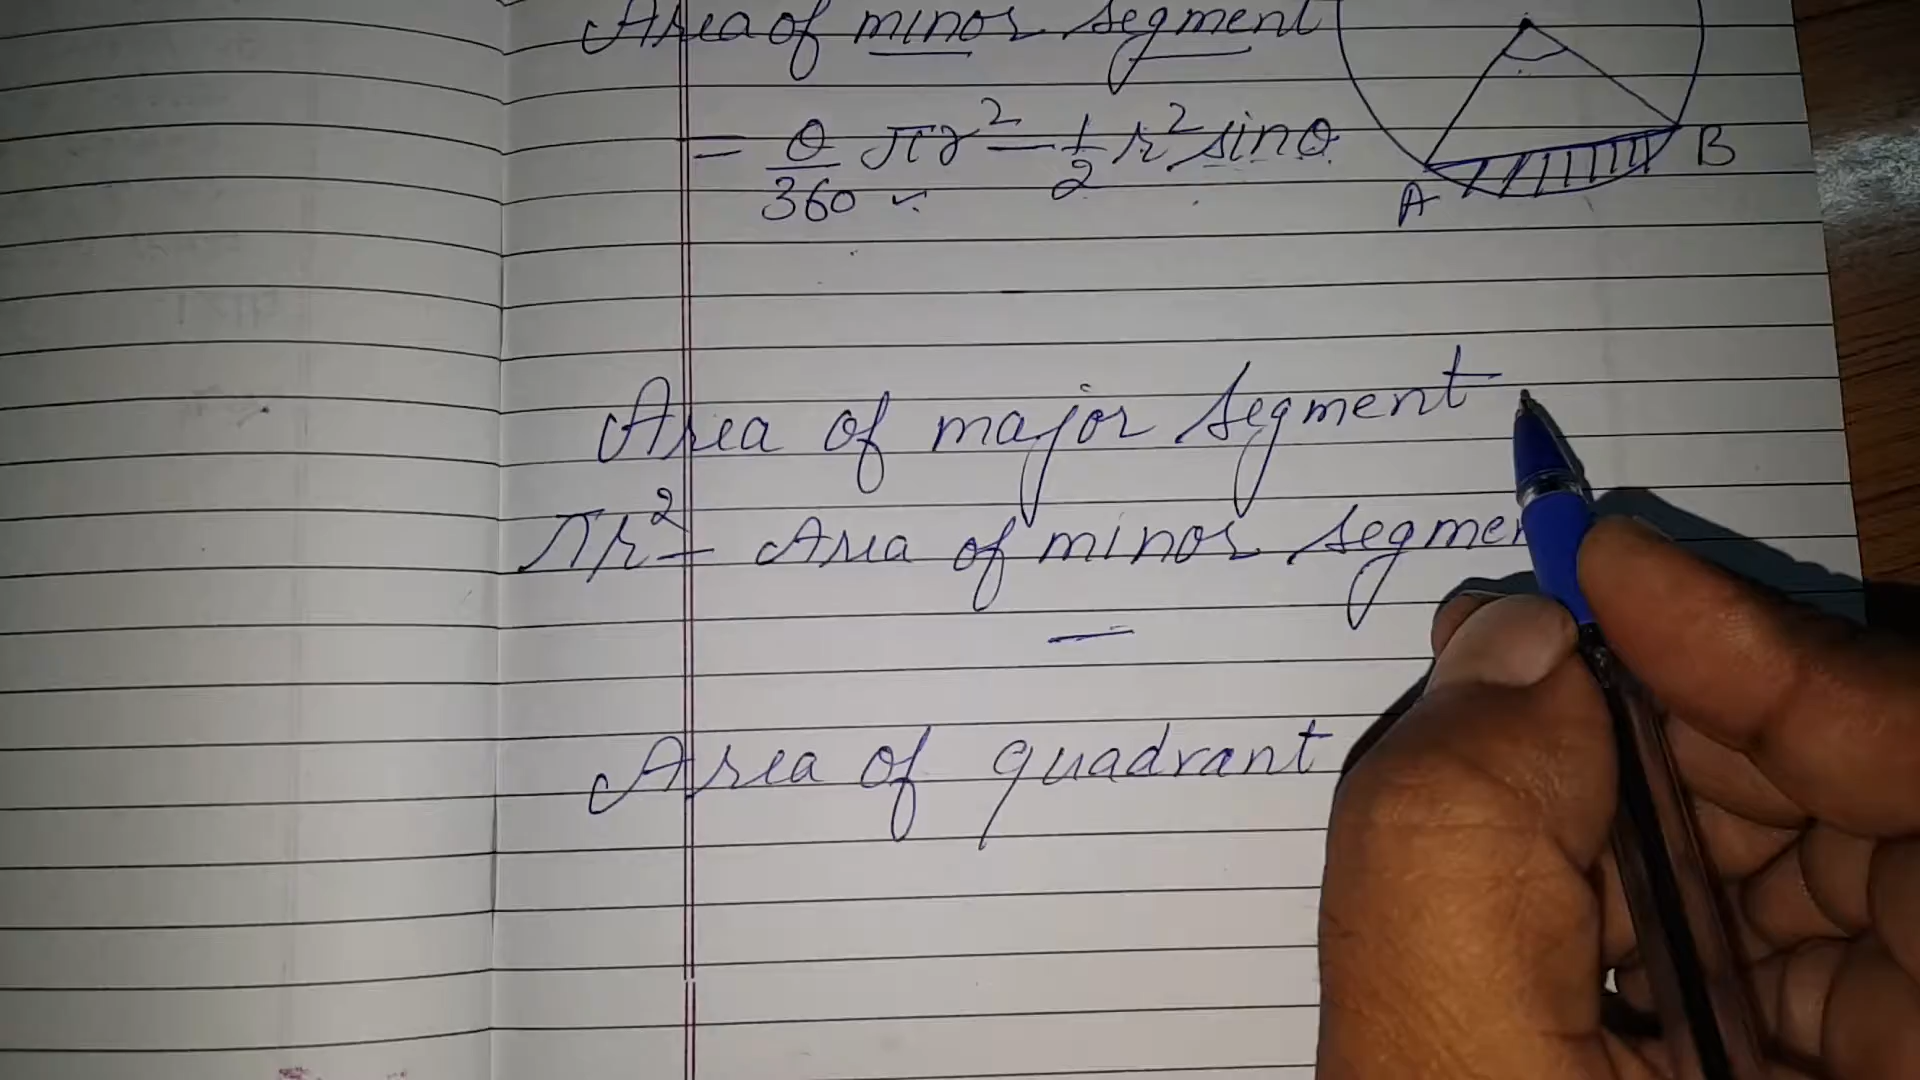 Area of minor segment
= θ/360 πr² - 1/2 r² sinθ
A B
Area of major segment
πr² - Area of minor segmen
Area of quadrant